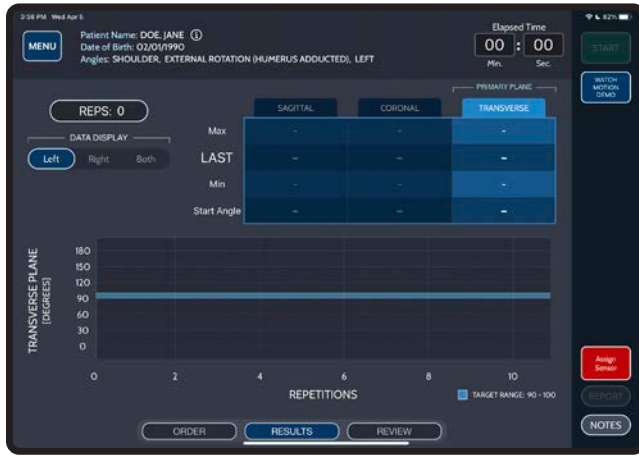 2:38 PM Wed Apr 5
82%
MENU
Patient Name: DOE, JANE
Date of Birth: 02/01/1990
Angles: SHOULDER, EXTERNAL ROTATION (HUMERUS ADDUCTED), LEFT
Elapsed Time
00 : 00
Min. Sec.
START
WATCH
MOTION
DEMO
REPS: 0
DATA DISPLAY
Left Right Both
PRIMARY PLANE
SAGITTAL CORONAL TRANSVERSE
Max - - -
LAST - - -
Min - - -
Start Angle - - -
TRANSVERSE PLANE
[DEGREES]
180
150
120
90
60
30
0
0 2 4 6 8 10
REPETITIONS
TARGET RANGE: 90 - 100
Assign
Sensor
REPORT
NOTES
ORDER RESULTS REVIEW